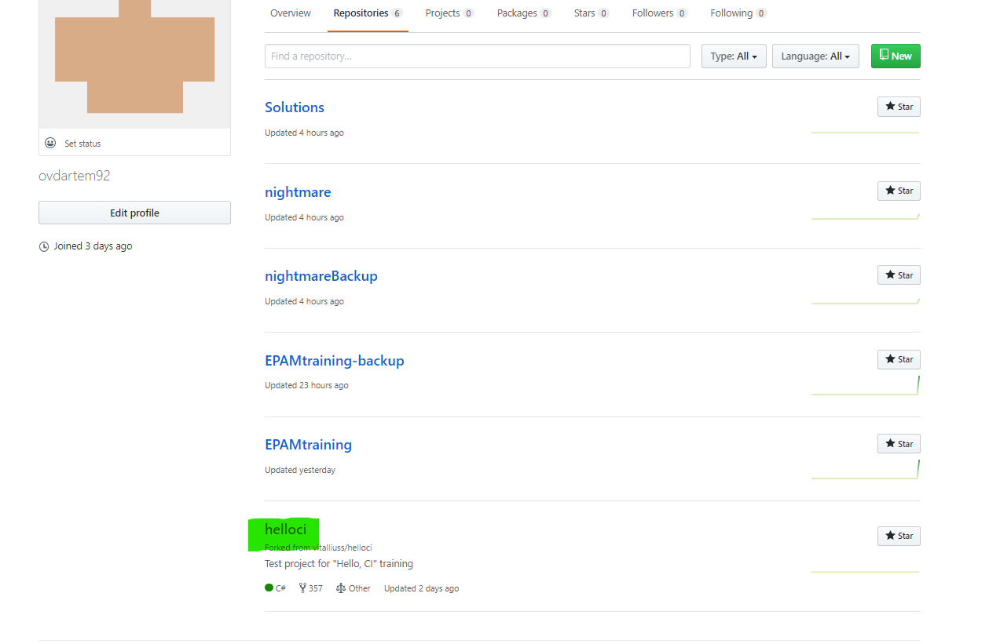 Overview Repositories 6 Projects 0 Packages 0 Stars 0 Followers 0 Following 0
Find a repository... Type: All Language: All New
Set status
ovdartem92
Edit profile
Joined 3 days ago
Solutions Star
Updated 4 hours ago
nightmare Star
Updated 4 hours ago
nightmareBackup Star
Updated 4 hours ago
EPAMtraining-backup Star
Updated 23 hours ago
EPAMtraining Star
Updated yesterday
helloci Star
Forked from vitalliuss/helloci
Test project for "Hello, CI" training
C# 357 Other Updated 2 days ago